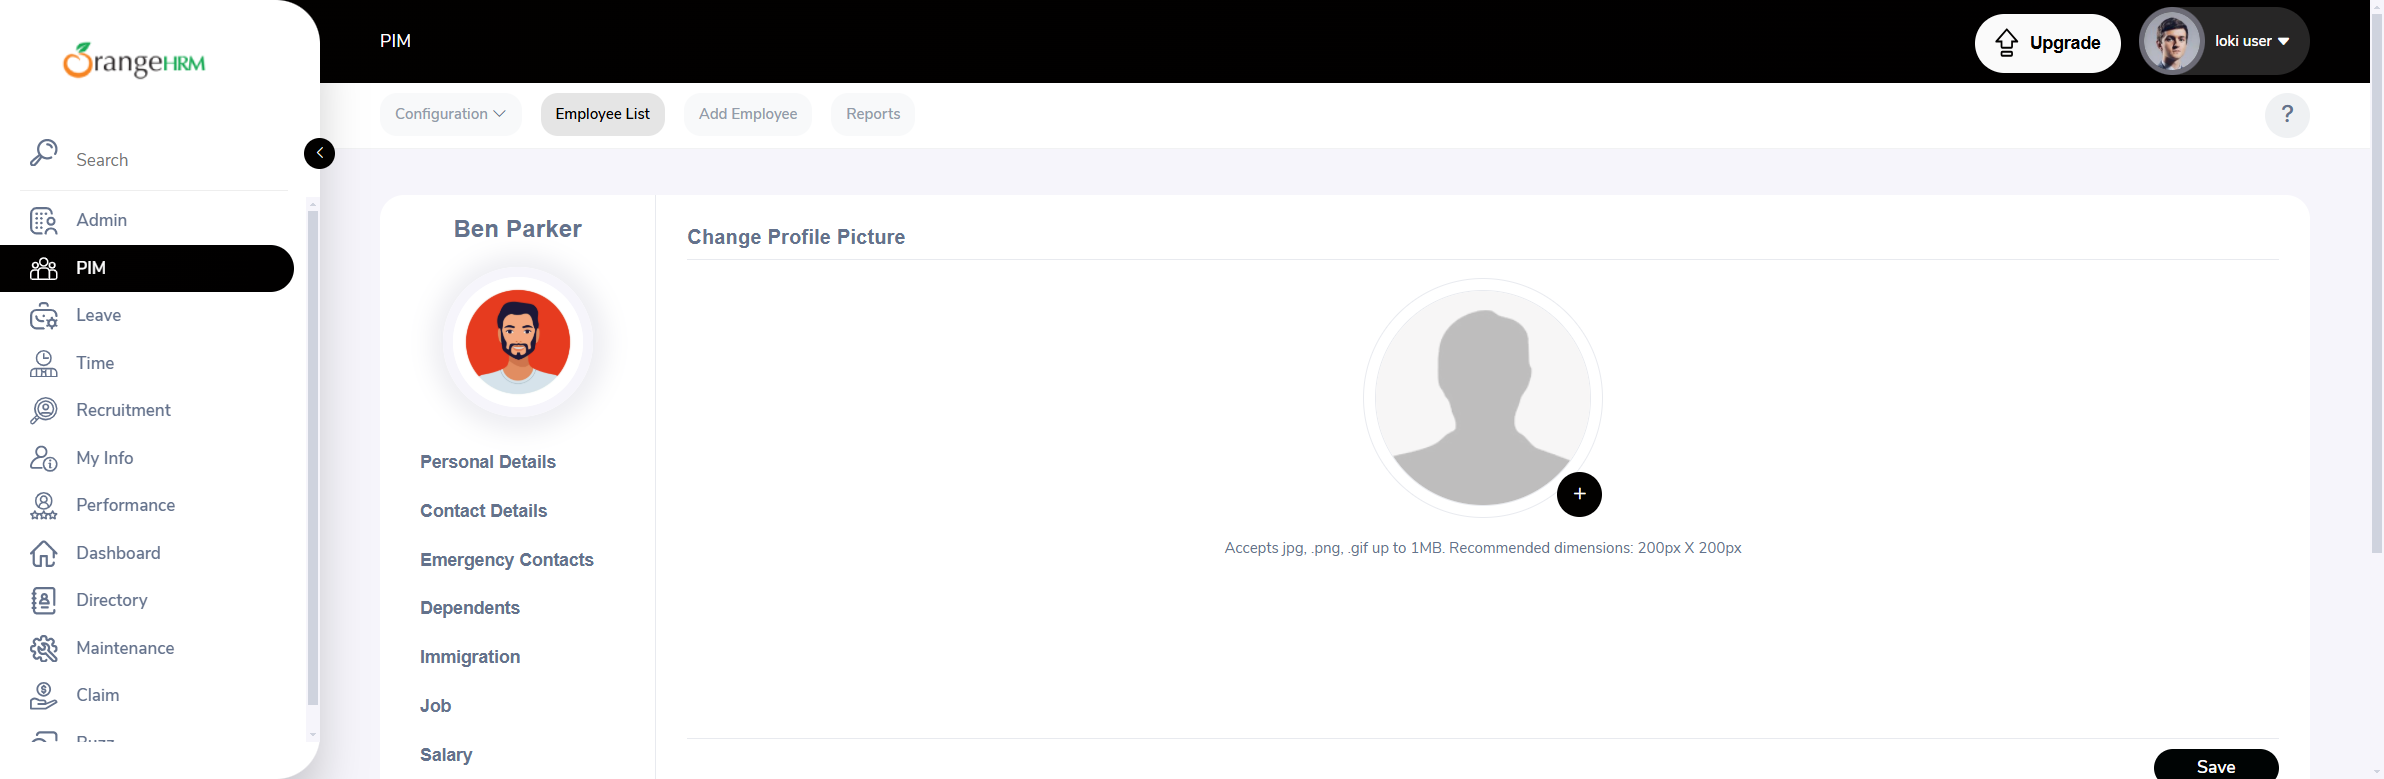 OrangeHRM
Search
Admin
PIM
Leave
Time
Recruitment
My Info
Performance
Dashboard
Directory
Maintenance
Claim
Buzz
PIM
Upgrade
loki user
Configuration
Employee List
Add Employee
Reports
?
Ben Parker
Personal Details
Contact Details
Emergency Contacts
Dependents
Immigration
Job
Salary
Change Profile Picture
+
Accepts jpg, .png, .gif up to 1MB. Recommended dimensions: 200px X 200px
Save